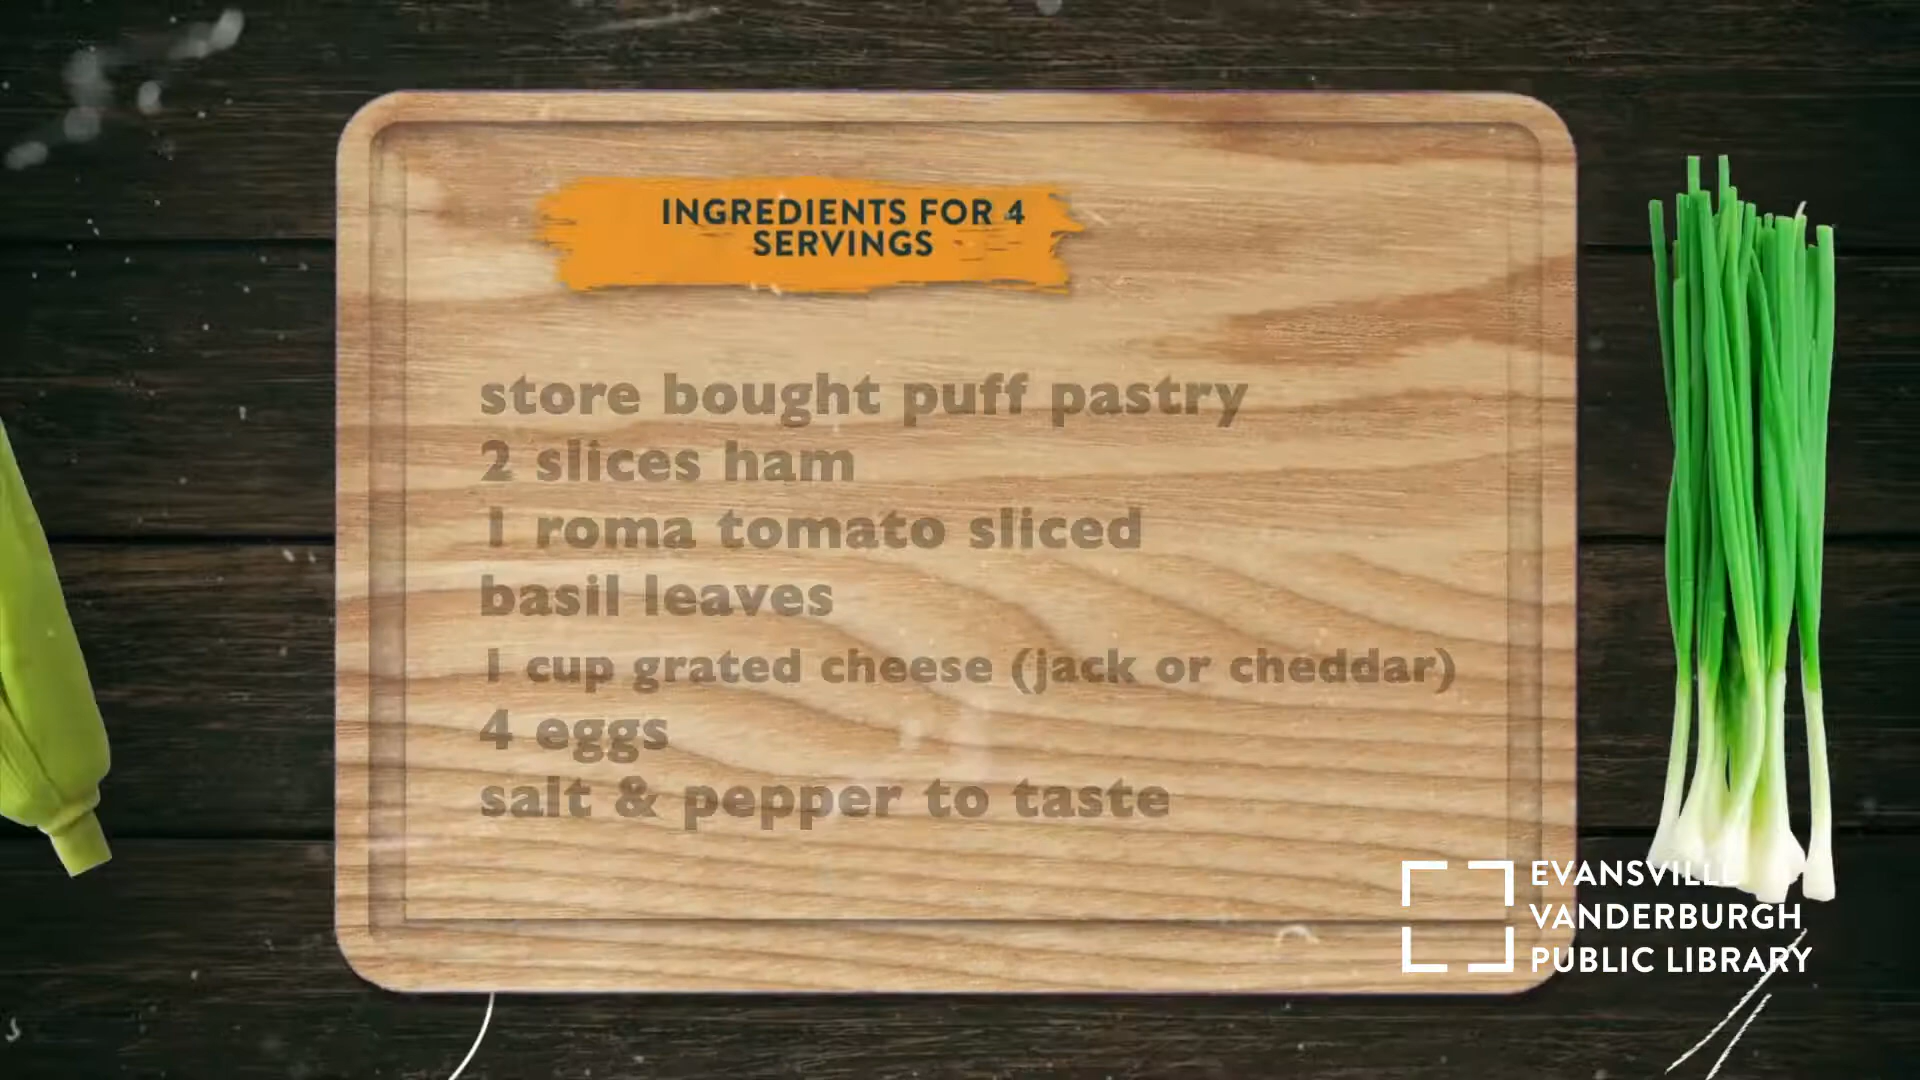 INGREDIENTS FOR 4
SERVINGS
store bought puff pastry
2 slices ham
1 roma tomato sliced
basil leaves
1 cup grated cheese (jack or cheddar)
4 eggs
salt & pepper to taste
EVANSVILLE
VANDERBURGH
PUBLIC LIBRARY